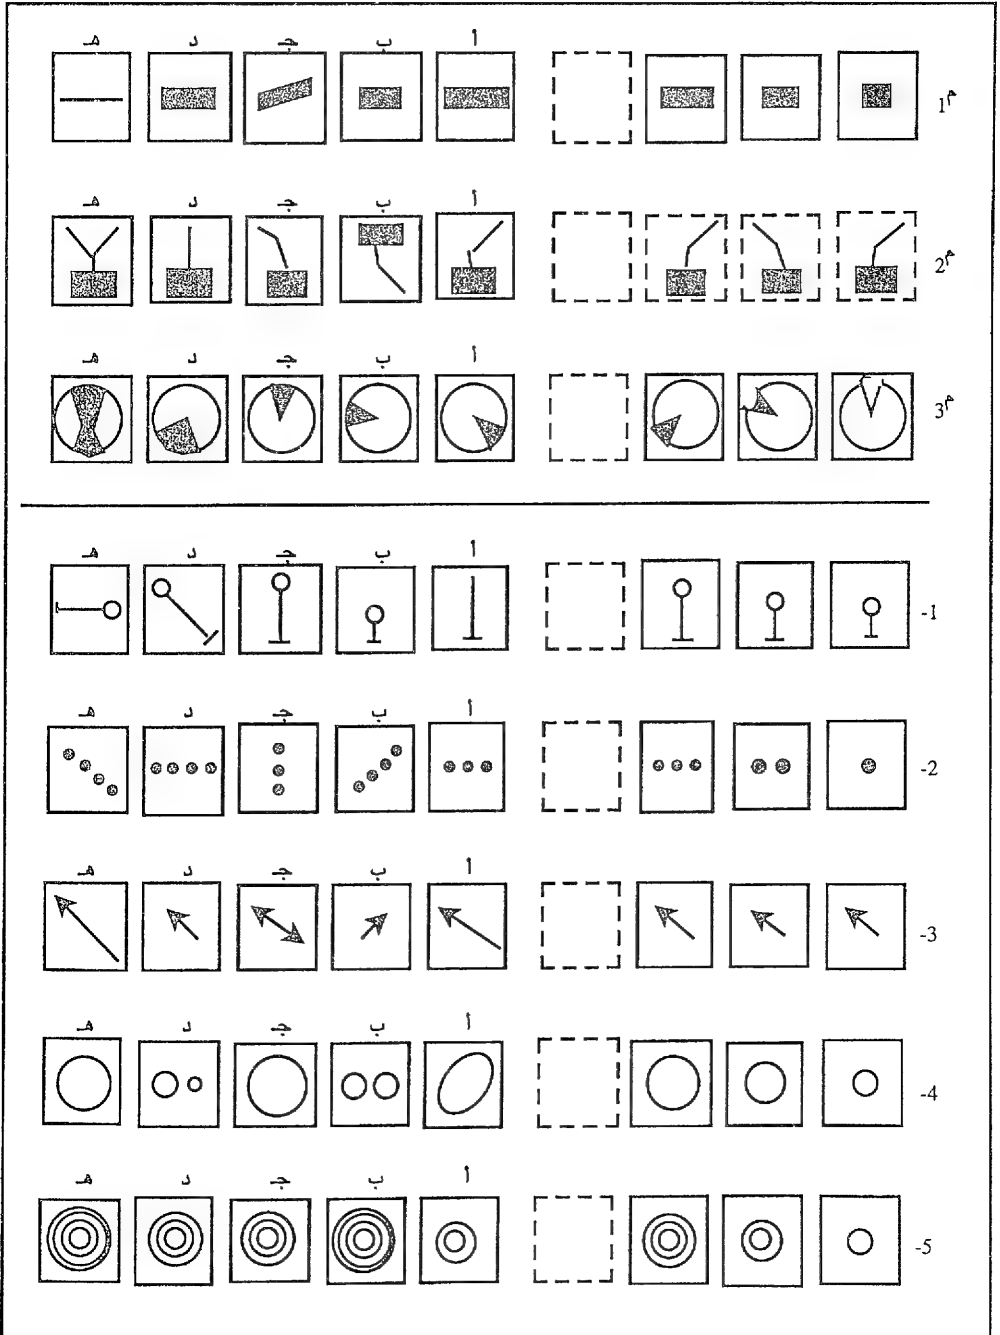 أ ب جـ د هـ
م1
أ ب جـ د هـ
م2
أ ب جـ د هـ
م3
أ ب جـ د هـ
1-
أ ب جـ د هـ
2-
أ ب جـ د هـ
3-
أ ب جـ د هـ
4-
أ ب جـ د هـ
5-